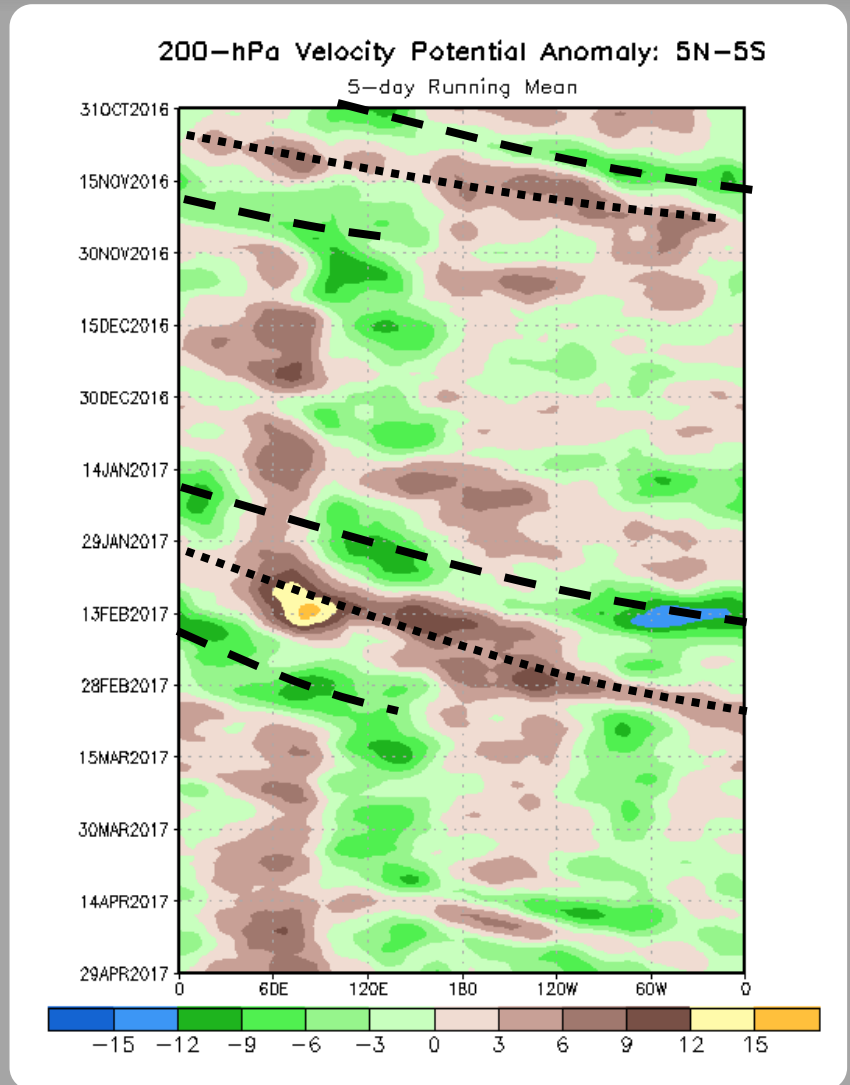 200-hPa Velocity Potential Anomaly: 5N-5S
5-day Running Mean
31OCT2016
15NOV2016
30NOV2016
15DEC2016
30DEC2016
14JAN2017
29JAN2017
13FEB2017
28FEB2017
15MAR2017
30MAR2017
14APR2017
29APR2017
0 60E 120E 180 120W 60W 0
-15 -12 -9 -6 -3 0 3 6 9 12 15